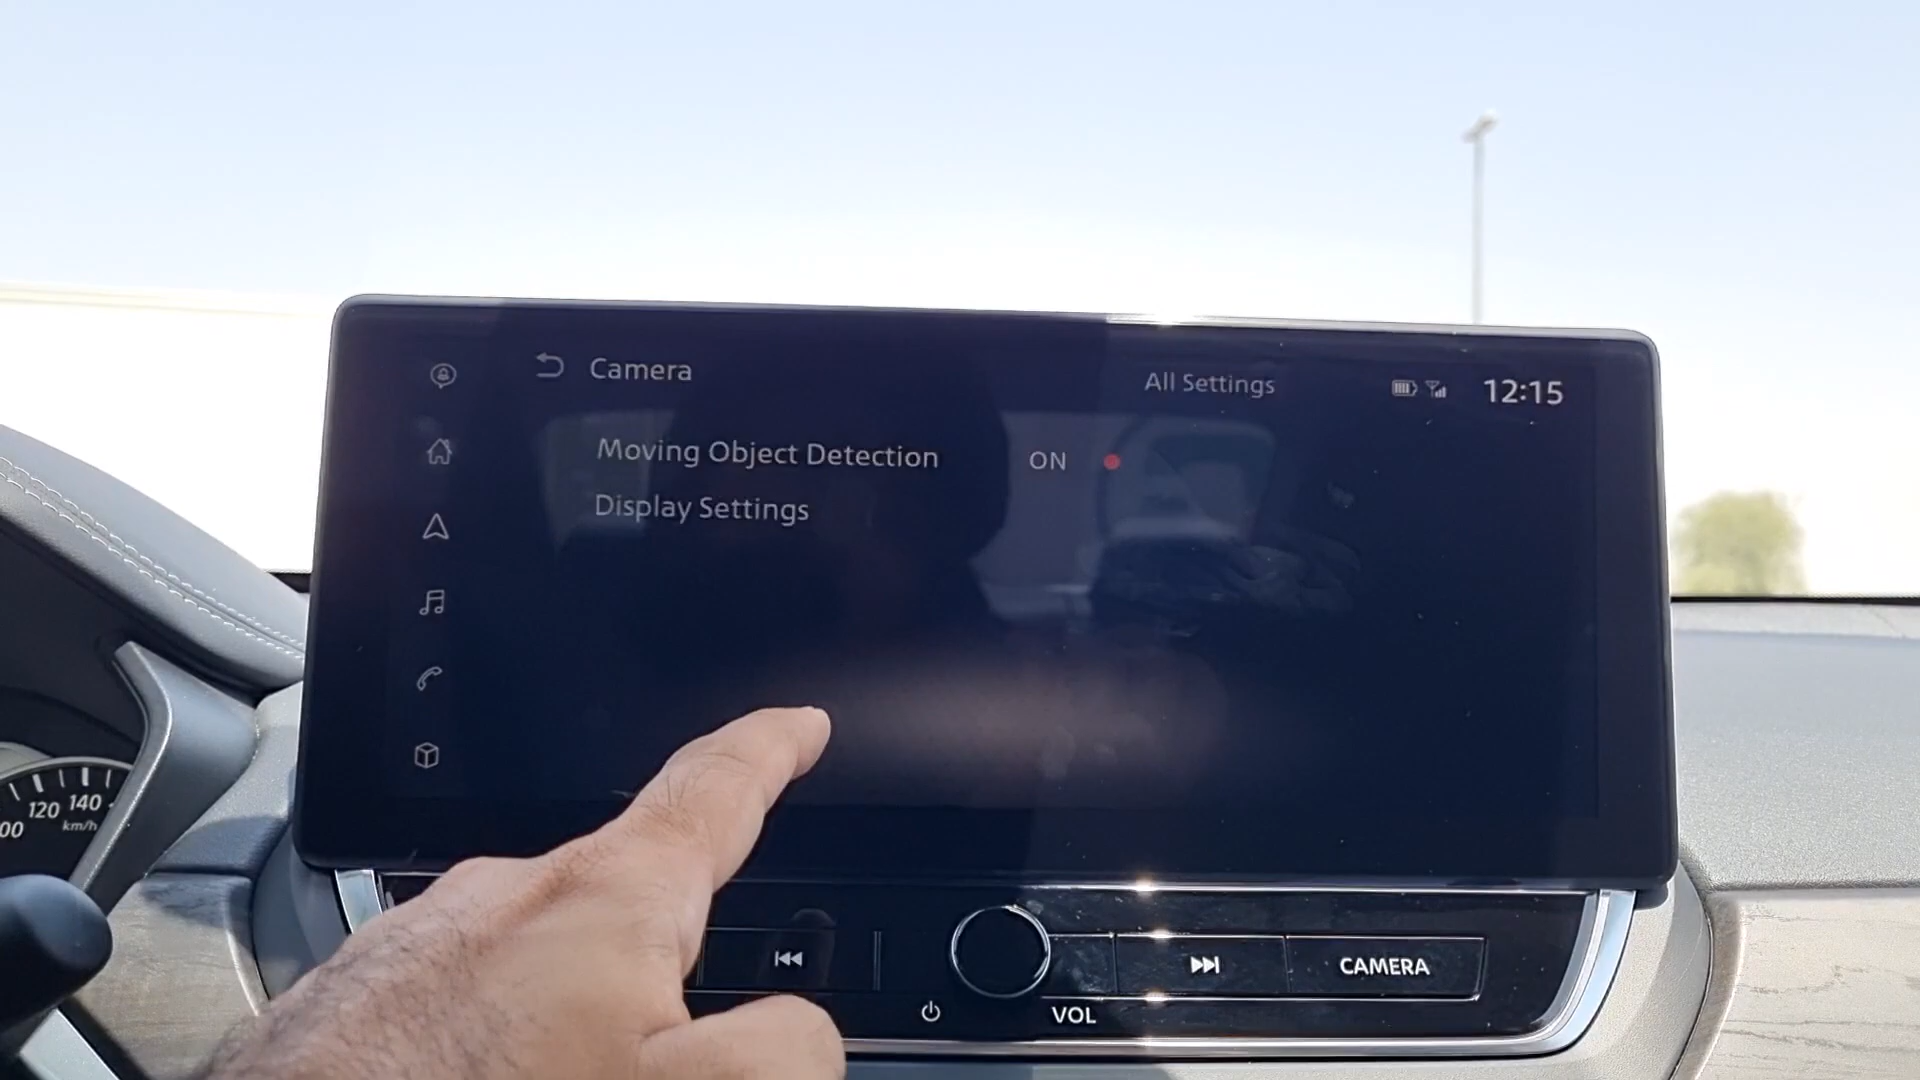 Camera
All Settings
12:15
Moving Object Detection
ON
Display Settings
120 140
00
km/h
CAMERA
VOL